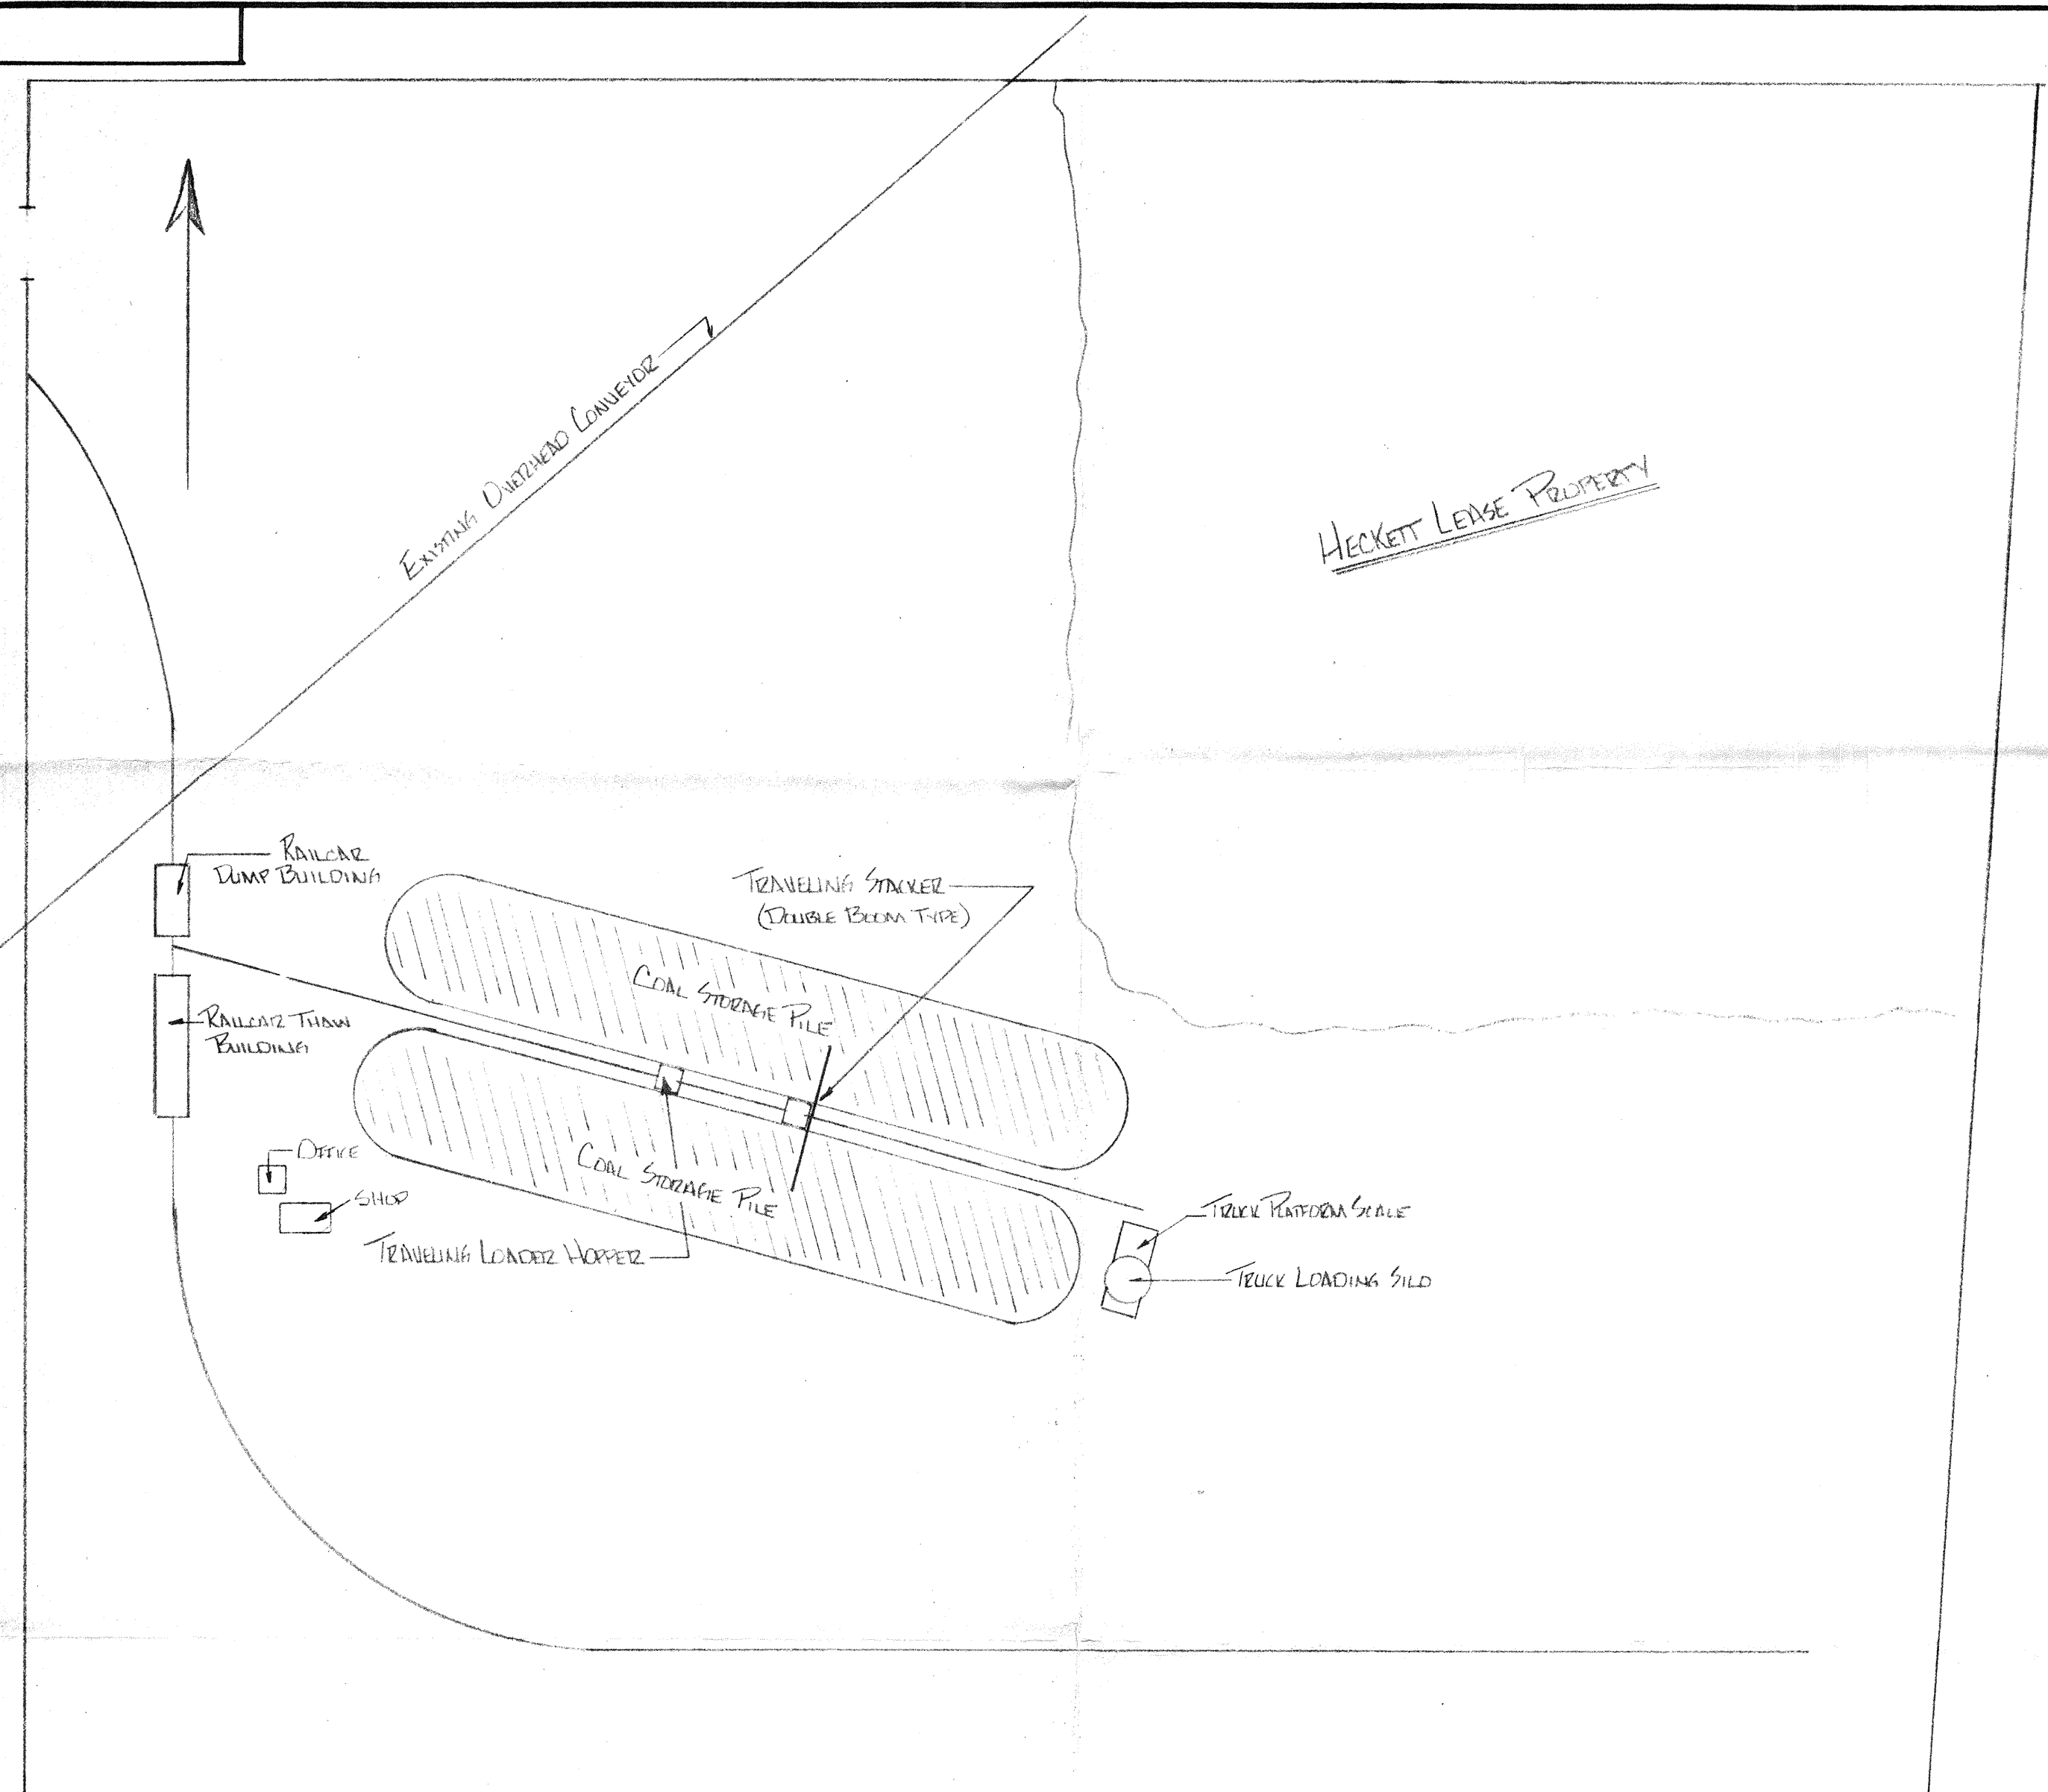 Existing Overhead Conveyor
Heckett Lease Property
Railcar
Dump Building
Traveling Stacker
(Double Boom Type)
Coal Storage Pile
Railcar Thaw
Building
Office
Coal Storage Pile
Shop
Truck Platform Scale
Traveling Loader Hopper
Truck Loading Silo